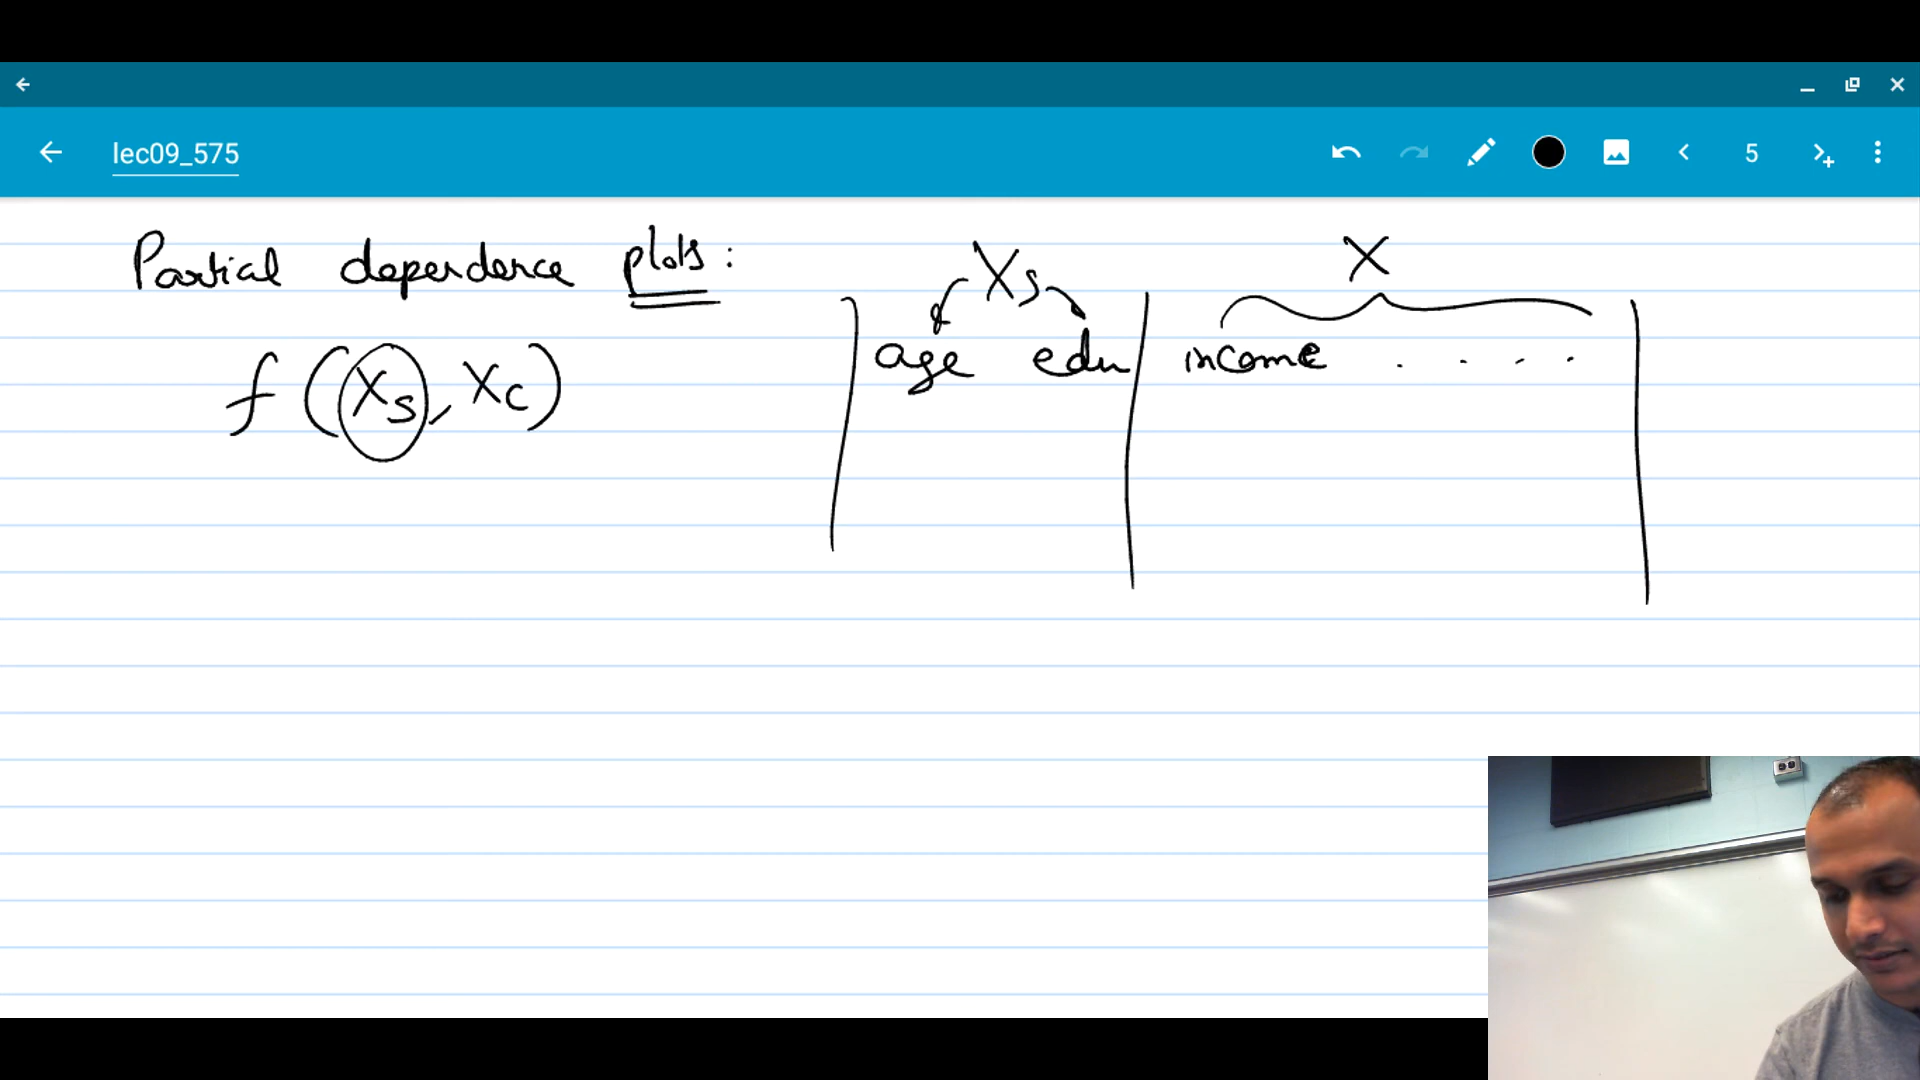 lec09_575
5
Partial dependence plots:
f (Xs, Xc)
Xs X
age edu income . . . .